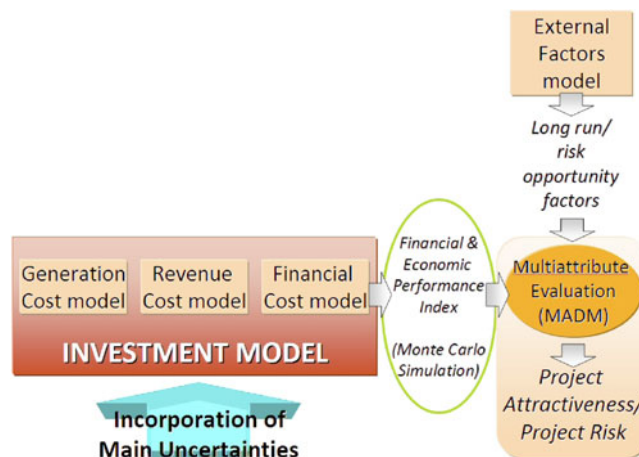 External
Factors
model
Long run/
risk
opportunity
factors
Generation
Cost model
Revenue
Cost model
Financial
Cost model
INVESTMENT MODEL
Financial &
Economic
Performance
Index
(Monte Carlo
Simulation)
Multiattribute
Evaluation
(MADM)
Project
Attractiveness/
Project Risk
Incorporation of
Main Uncertainties